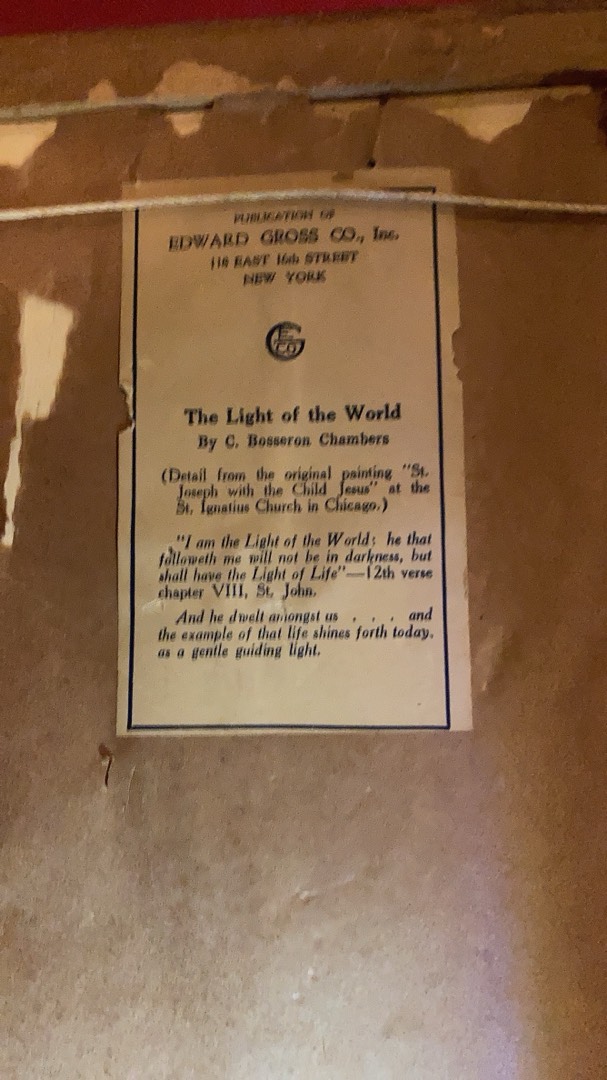 PUBLICATION OF
EDWARD GROSS CO., Inc.
118 EAST 16th STREET
NEW YORK
G E CO
The Light of the World
By C. Bosseron Chambers
(Detail from the original painting "St.
Joseph with the Child Jesus" at the
St. Ignatius Church in Chicago.)
"I am the Light of the World: he that
followeth me will not be in darkness, but
shall have the Light of Life"—12th verse
chapter VIII, St. John.
And he dwelt amongst us . . . and
the example of that life shines forth today,
as a gentle guiding light.